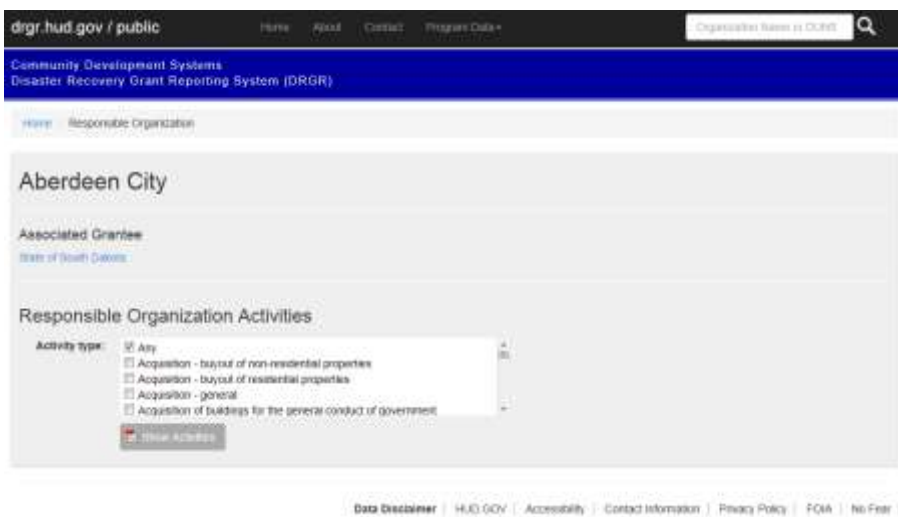 drgr.hud.gov / public Home About Contact Program Data
Organization Name or DUNS
Community Development Systems
Disaster Recovery Grant Reporting System (DRGR)
Home Responsible Organization
Aberdeen City
Associated Grantee
State of South Dakota
Responsible Organization Activities
Activity type: Any
Acquisition - buyout of non-residential properties
Acquisition - buyout of residential properties
Acquisition - general
Acquisition of buildings for the general conduct of government
Show Activities
Data Disclaimer | HUD.GOV | Accessibility | Contact Information | Privacy Policy | FOIA | No Fear